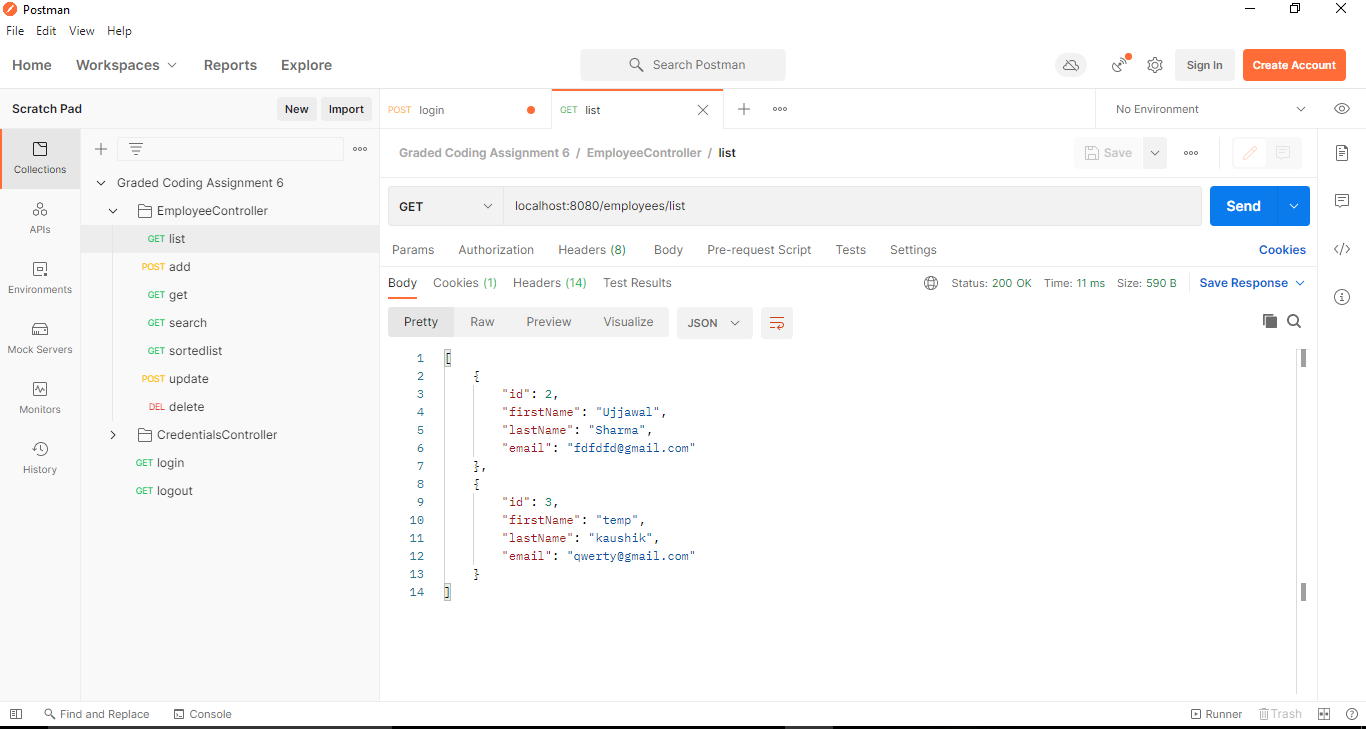 Postman
File Edit View Help
Home Workspaces Reports Explore
Search Postman
Sign In
Create Account
Scratch Pad
New
Import
POST login
GET list
No Environment
Collections
APIs
Environments
Mock Servers
Monitors
History
Graded Coding Assignment 6
EmployeeController
GET list
POST add
GET get
GET search
GET sortedlist
POST update
DEL delete
CredentialsController
GET login
GET logout
Graded Coding Assignment 6 / EmployeeController / list
Save
GET
localhost:8080/employees/list
Send
Params Authorization Headers (8) Body Pre-request Script Tests Settings
Cookies
Body Cookies (1) Headers (14) Test Results
Status: 200 OK Time: 11 ms Size: 590 B
Save Response
Pretty Raw Preview Visualize JSON
1 [
2 {
3 "id": 2,
4 "firstName": "Ujjawal",
5 "lastName": "Sharma",
6 "email": "fdfdfd@gmail.com"
7 },
8 {
9 "id": 3,
10 "firstName": "temp",
11 "lastName": "kaushik",
12 "email": "qwerty@gmail.com"
13 }
14 ]
Find and Replace
Console
Runner
Trash